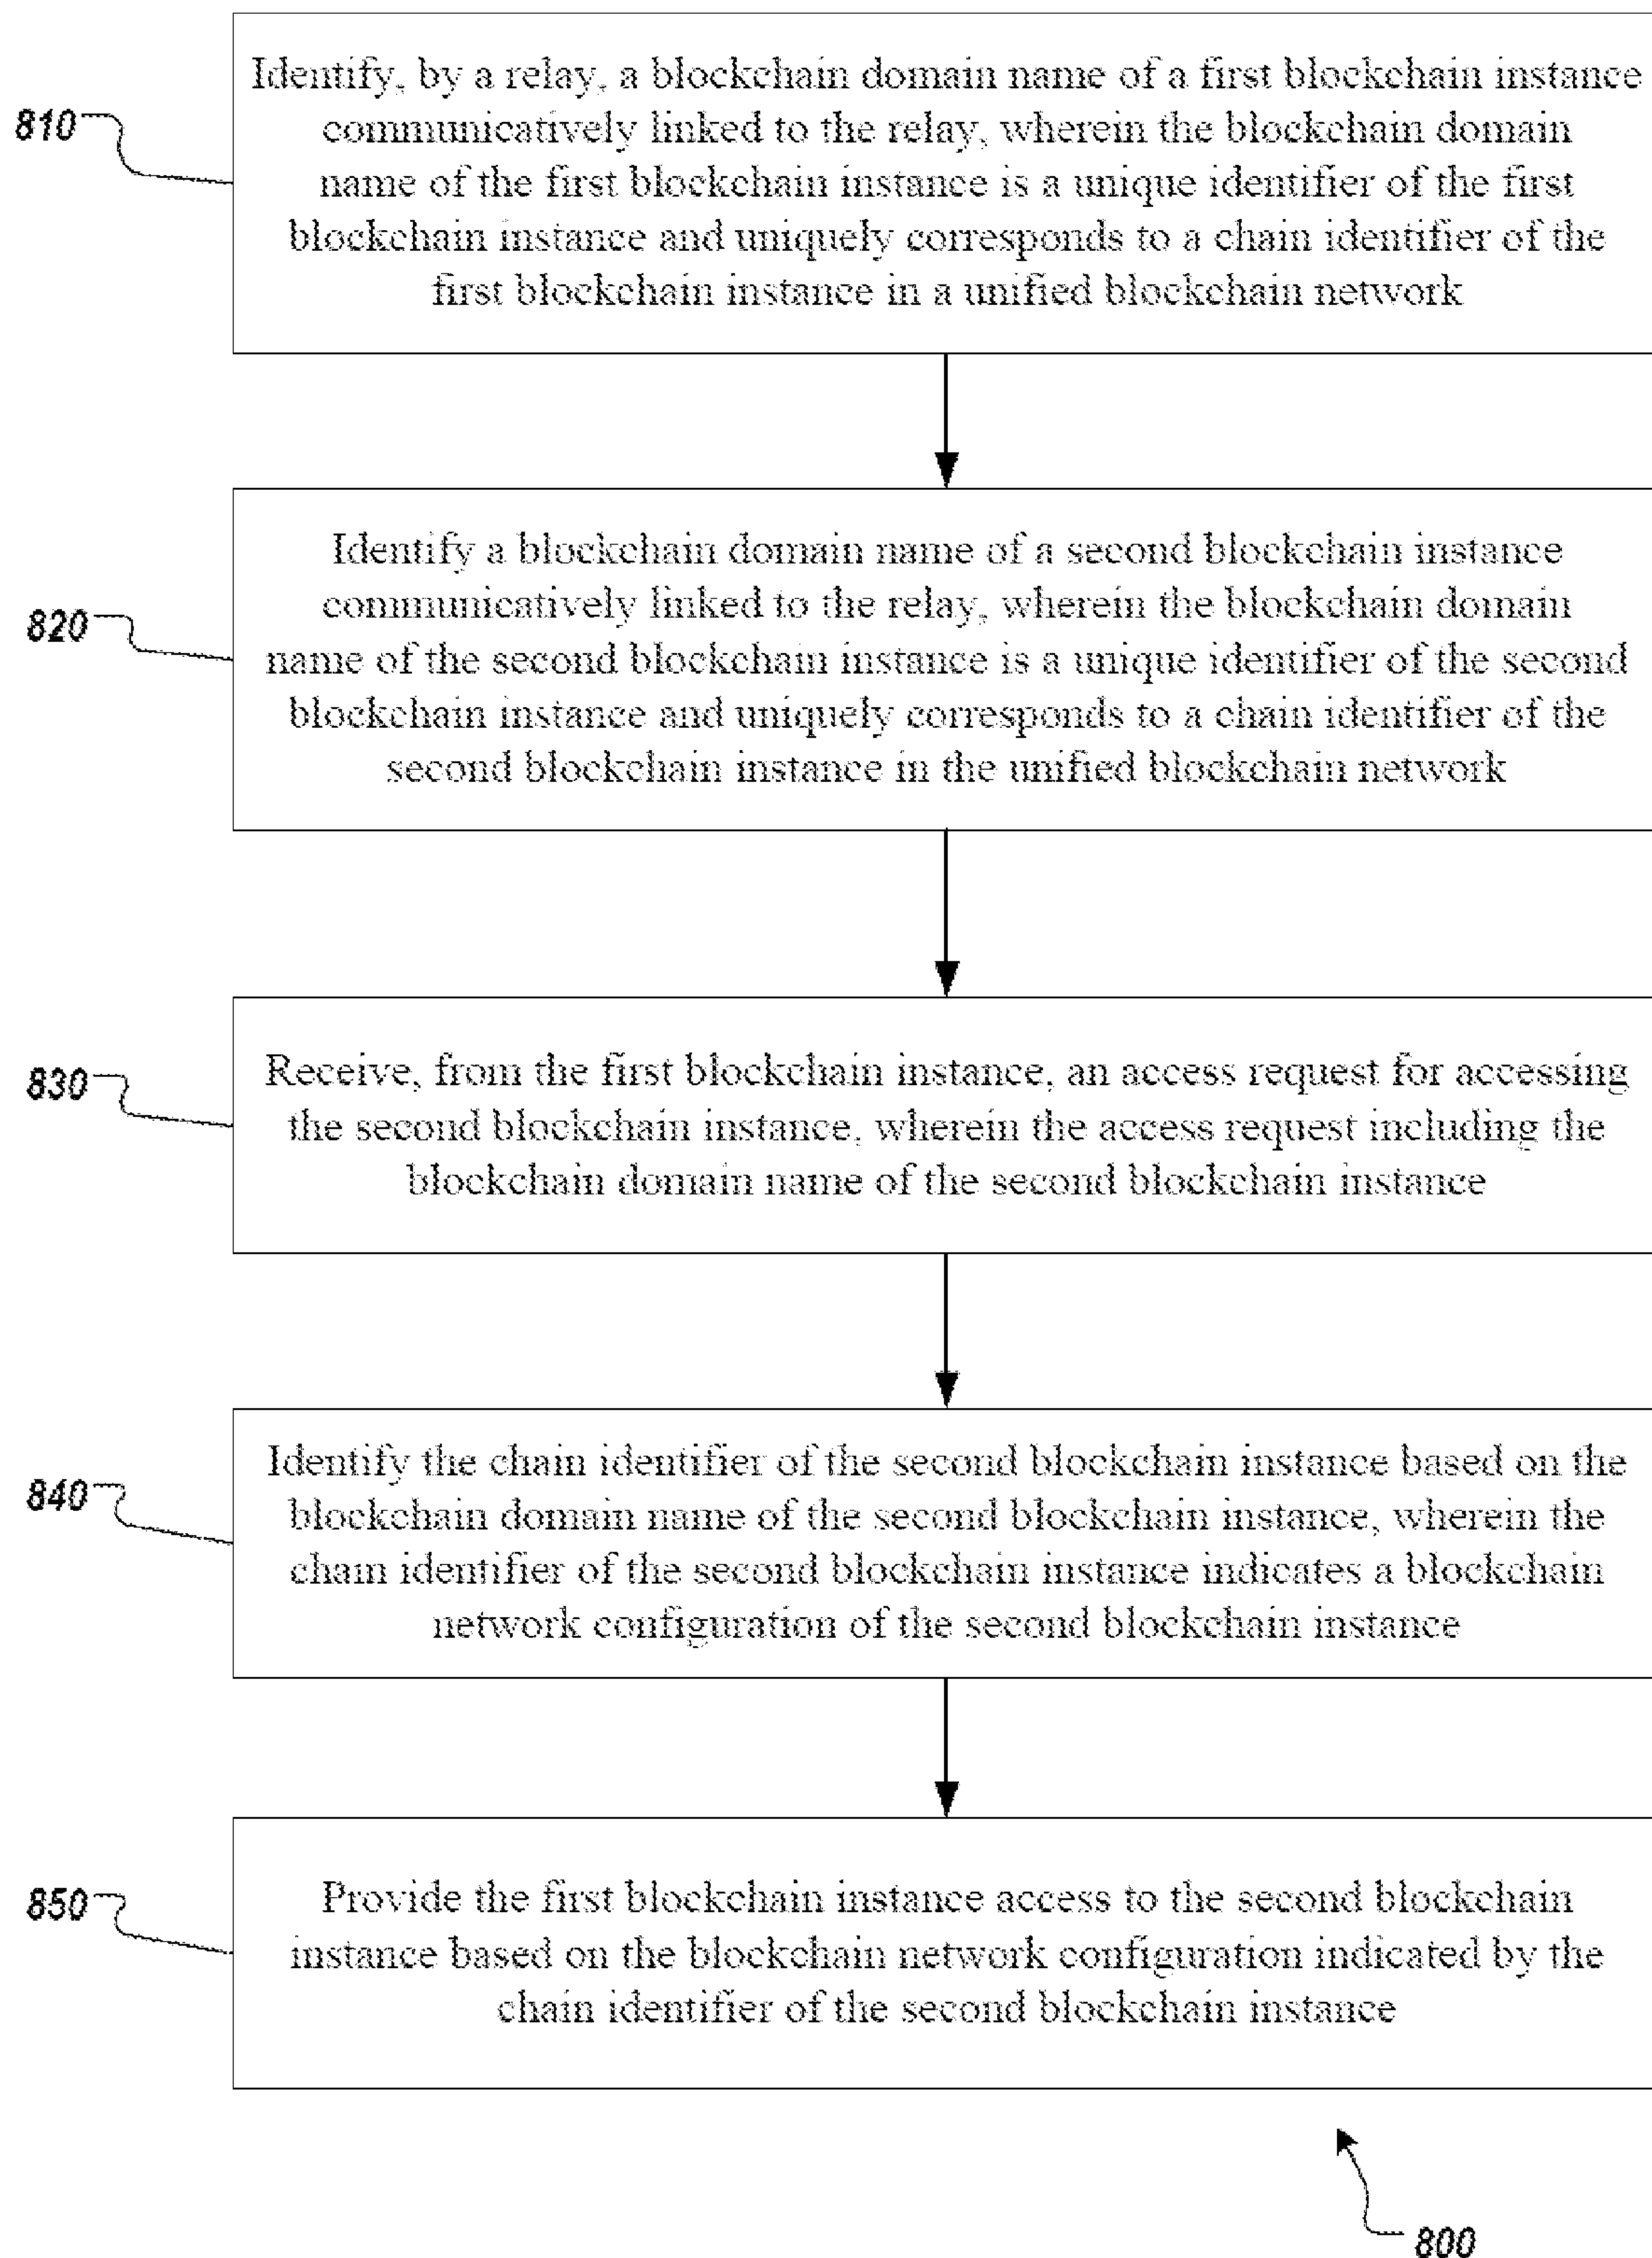 Identify, by a relay, a blockchain domain name of a first blockchain instance
communicatively linked to the relay, wherein the blockchain domain
name of the first blockchain instance is a unique identifier of the first
blockchain instance and uniquely corresponds to a chain identifier of the
first blockchain instance in a unified blockchain network
810
Identify a blockchain domain name of a second blockchain instance
communicatively linked to the relay, wherein the blockchain domain
name of the second blockchain instance is a unique identifier of the second
blockchain instance and uniquely corresponds to a chain identifier of the
second blockchain instance in the unified blockchain network
820
Receive, from the first blockchain instance, an access request for accessing
the second blockchain instance, wherein the access request including the
blockchain domain name of the second blockchain instance
830
Identify the chain identifier of the second blockchain instance based on the
blockchain domain name of the second blockchain instance, wherein the
chain identifier of the second blockchain instance indicates a blockchain
network configuration of the second blockchain instance
840
Provide the first blockchain instance access to the second blockchain
instance based on the blockchain network configuration indicated by the
chain identifier of the second blockchain instance
850
800